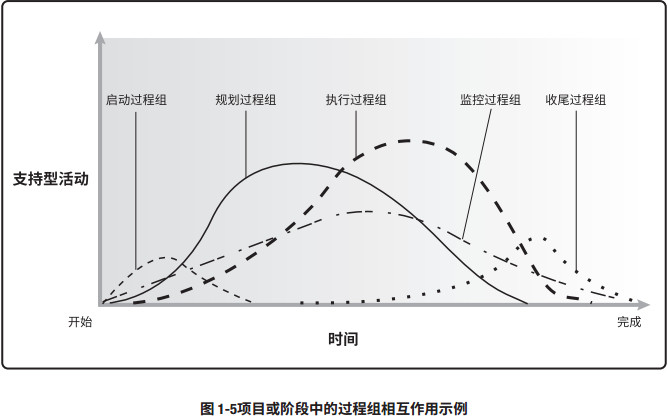 启动过程组
规划过程组
执行过程组
监控过程组
收尾过程组
支持型活动
开始
完成
时间
图 1-5项目或阶段中的过程组相互作用示例